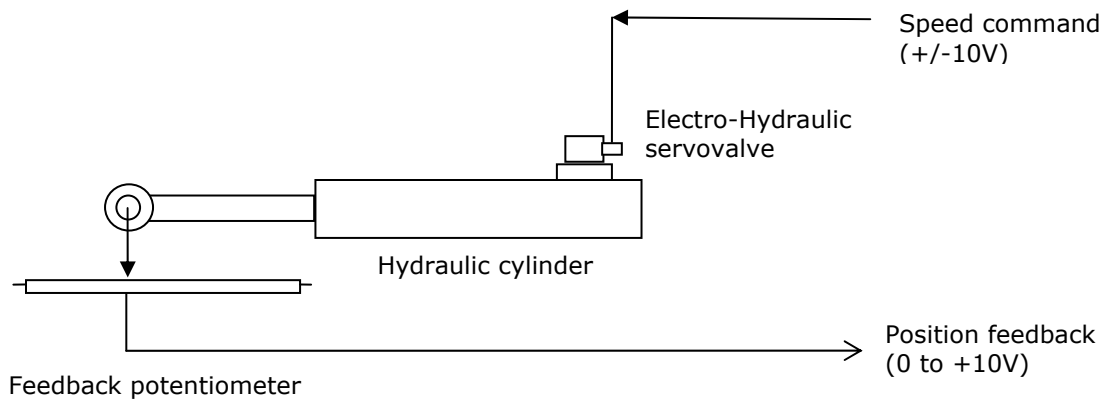 Speed command
(+/-10V)
Electro-Hydraulic
servovalve
Hydraulic cylinder
Position feedback
(0 to +10V)
Feedback potentiometer